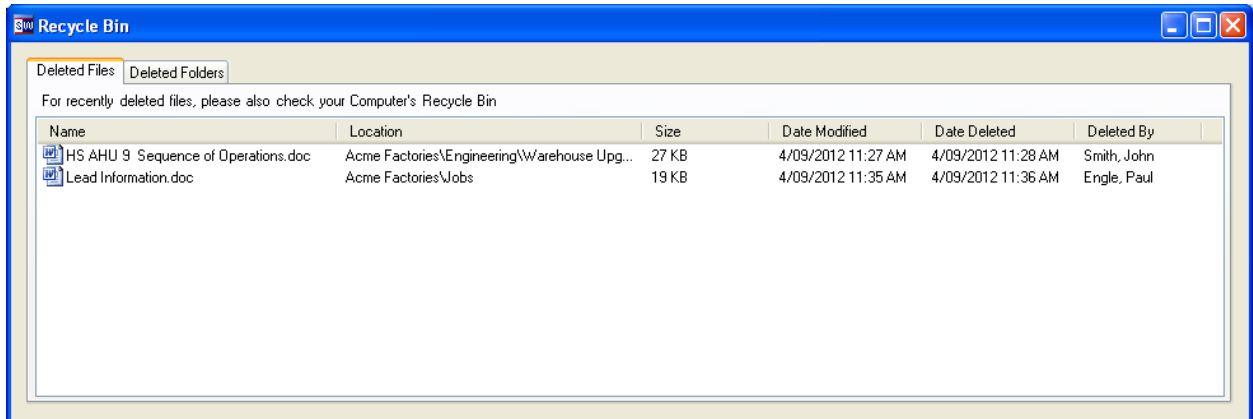 SW Recycle Bin
Deleted Files Deleted Folders
For recently deleted files, please also check your Computer's Recycle Bin
Name Location Size Date Modified Date Deleted Deleted By
HS AHU 9  Sequence of Operations.doc Acme Factories\Engineering\Warehouse Upg... 27 KB 4/09/2012 11:27 AM 4/09/2012 11:28 AM Smith, John
Lead Information.doc Acme Factories\Jobs 19 KB 4/09/2012 11:35 AM 4/09/2012 11:36 AM Engle, Paul